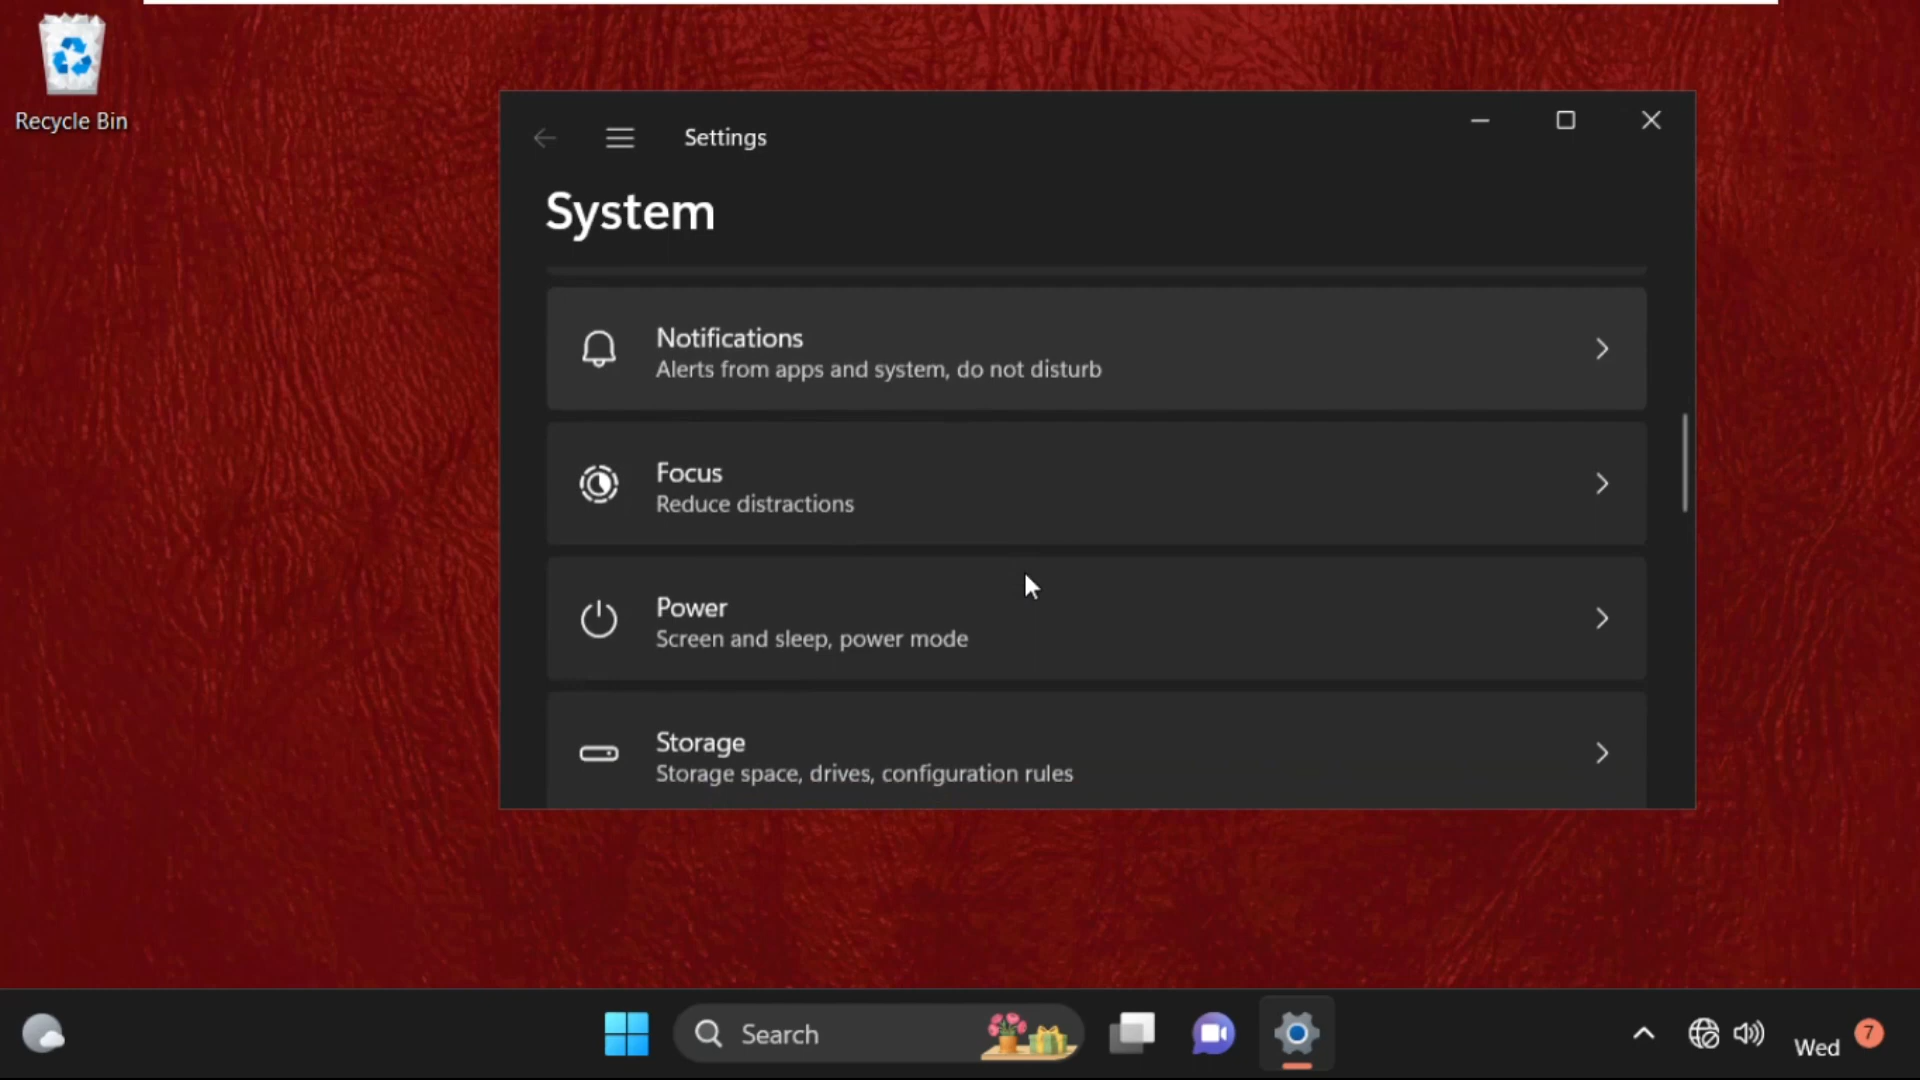 Recycle Bin
Settings
System
Notifications
Alerts from apps and system, do not disturb
Focus
Reduce distractions
Power
Screen and sleep, power mode
Storage
Storage space, drives, configuration rules
Search
Wed
7